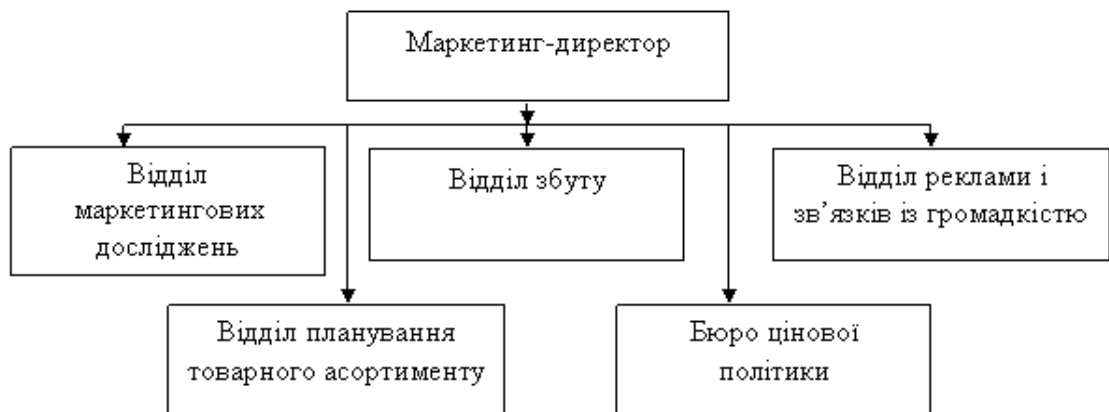 Маркетинг-директор
Відділ
маркетингових
досліджень
Відділ збуту
Відділ реклами і
зв’язків із громадкістю
Відділ планування
товарного асортименту
Бюро цінової
політики